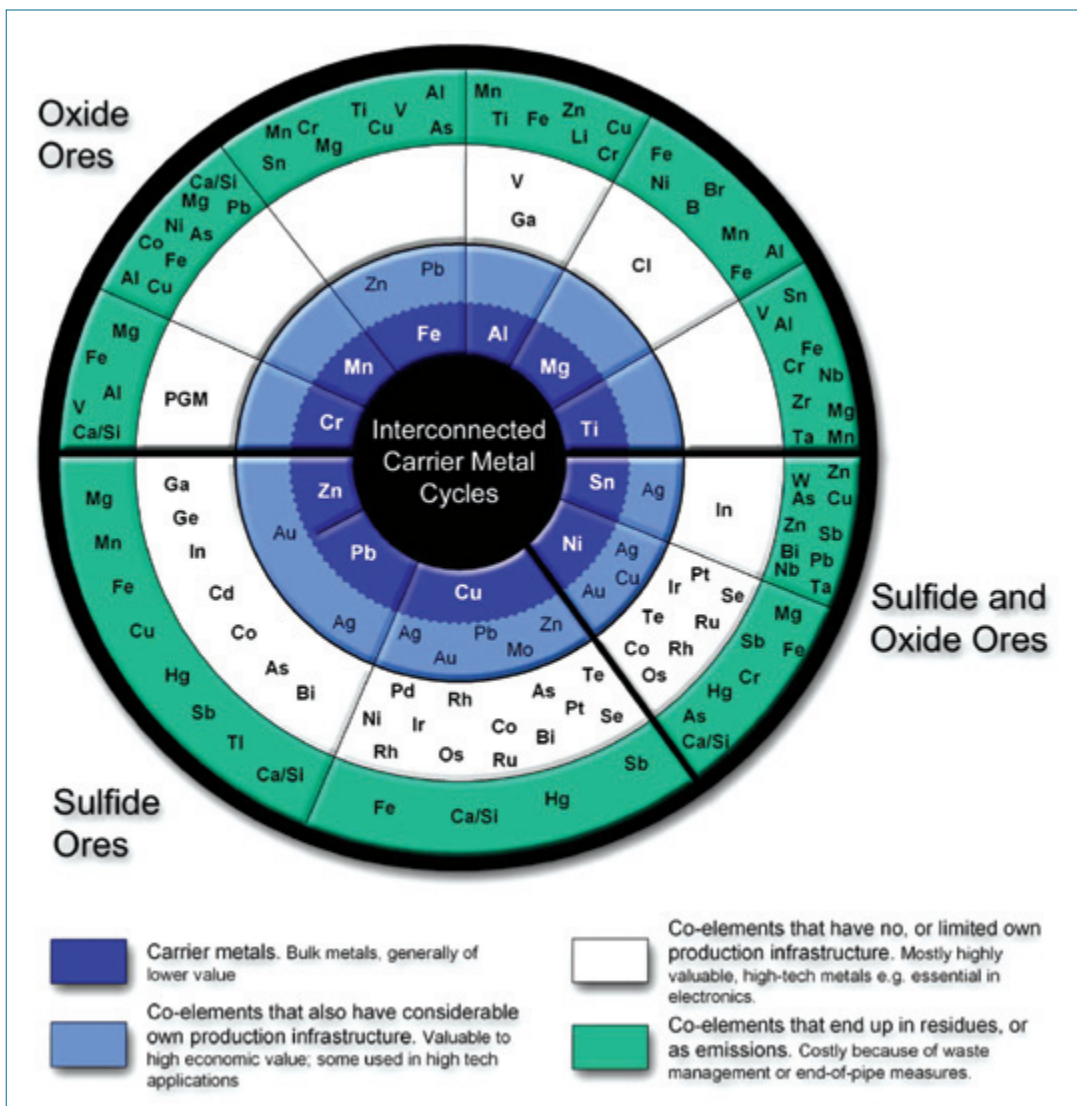 Oxide
Ores
Mn Cr Mg Sn Ti Cu V Al As
Mn Ti Fe Zn Li Cu Cr
Fe Ni Br B Mn Al Fe
Sn V Al Fe Cr Nb Zr Mg Ta Mn
Ca/Si Mg Pb Ni As Co Fe Al Cu
Mg Fe Al V Ca/Si
V
Ga
Cl
PGM
Zn Pb
Fe
Al
Mn
Mg
Cr
Ti
Interconnected
Carrier Metal
Cycles
Zn
Sn
Pb
Ni
Cu
Au
Ag
Ag Au Pb Mo Zn
Ag Cu Au
Ag
In
Ga
Ge
In
Cd
Co
As
Bi
Pd Rh As Te
Ni Ir Co Pt Se
Rh Os Ru Bi
Ir Pt Se Te Ru Co Rh Os
W Zn As Cu Zn Sb Bi Pb Nb Ta
Mg Sb Fe Cr Hg As Ca/Si
Mg
Mn
Fe
Cu
Hg
Sb
Tl
Ca/Si
Fe Ca/Si Hg Sb
Sulfide and
Oxide Ores
Sulfide
Ores
Carrier metals. Bulk metals, generally of
lower value
Co-elements that also have considerable
own production infrastructure. Valuable to
high economic value; some used in high tech
applications
Co-elements that have no, or limited own
production infrastructure. Mostly highly
valuable, high-tech metals e.g. essential in
electronics.
Co-elements that end up in residues, or
as emissions. Costly because of waste
management or end-of-pipe measures.